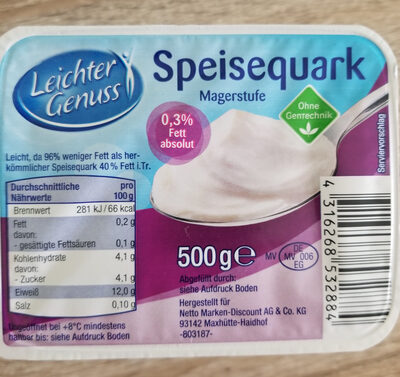 Leichter
Genuss
Speisequark
Magerstufe
0,3%
Fett
absolut
Ohne
Gentechnik
Serviervorschlag
Leicht, da 96% weniger Fett als her-
kömmlicher Speisequark 40% Fett i.Tr.
Durchschnittliche pro
Nährwerte 100g
Brennwert 281 kJ/66 kcal
Fett 0,2 g
davon:
- gesättigte Fettsäuren 0,1 g
Kohlenhydrate 4,1 g
davon:
- Zucker 4,1 g
Eiweiß 12,0 g
Salz 0,10 g
Ungeöffnet bei +8°C mindestens
haltbar bis: siehe Aufdruck Boden
500g℮
DE
MV MV 006
EG
Abgefüllt durch:
siehe Aufdruck Boden
Hergestellt für
Netto Marken-Discount AG & Co. KG
93142 Maxhütte-Haidhof
-803187-
4 316268 532884